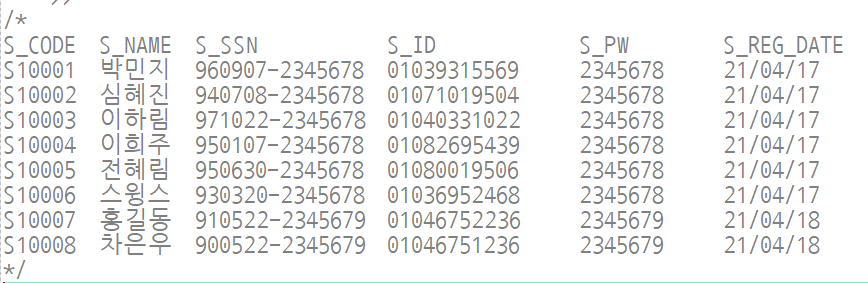 /*
S_CODE S_NAME S_SSN S_ID S_PW S_REG_DATE
S10001 박민지 960907-2345678 01039315569 2345678 21/04/17
S10002 심혜진 940708-2345678 01071019504 2345678 21/04/17
S10003 이하림 971022-2345678 01040331022 2345678 21/04/17
S10004 이희주 950107-2345678 01082695439 2345678 21/04/17
S10005 전혜림 950630-2345678 01080019506 2345678 21/04/17
S10006 스윙스 930320-2345678 01036952468 2345678 21/04/17
S10007 홍길동 910522-2345679 01046752236 2345679 21/04/18
S10008 차은우 900522-2345679 01046751236 2345679 21/04/18
*/